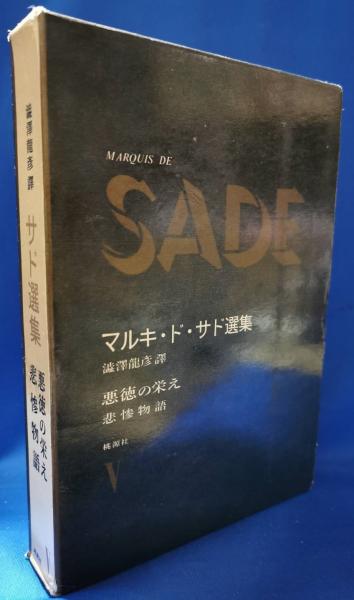 MARQUIS DE
SADE
マルキ・ド・サド選集
澁澤龍彦譯
悪徳の栄え
悲惨物語
桃源社
V
澁澤龍彦譯
サド選集
悪徳の栄え
悲惨物語
V